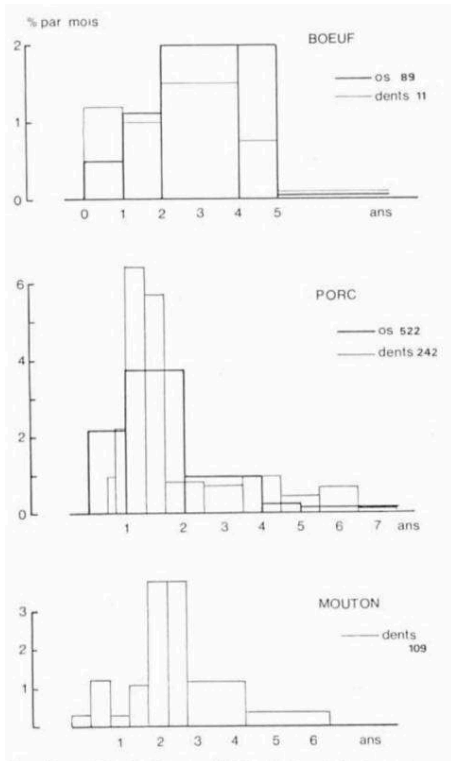 % par mois
BOEUF
os 89
dents 11
2
1
0
0 1 2 3 4 5 ans
PORC
os 522
dents 242
6
4
2
0
1 2 3 4 5 6 7 ans
MOUTON
dents
109
3
2
1
1 2 3 4 5 6 ans